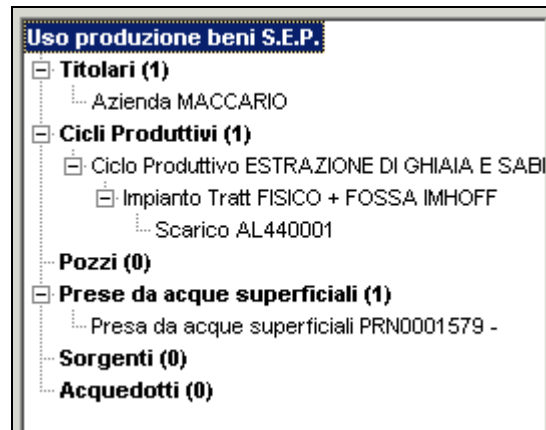 Uso produzione beni S.E.P.
Titolari (1)
Azienda MACCARIO
Cicli Produttivi (1)
Ciclo Produttivo ESTRAZIONE DI GHIAIA E SABI
Impianto Tratt FISICO + FOSSA IMHOFF
Scarico AL440001
Pozzi (0)
Prese da acque superficiali (1)
Presa da acque superficiali PRN0001579 -
Sorgenti (0)
Acquedotti (0)